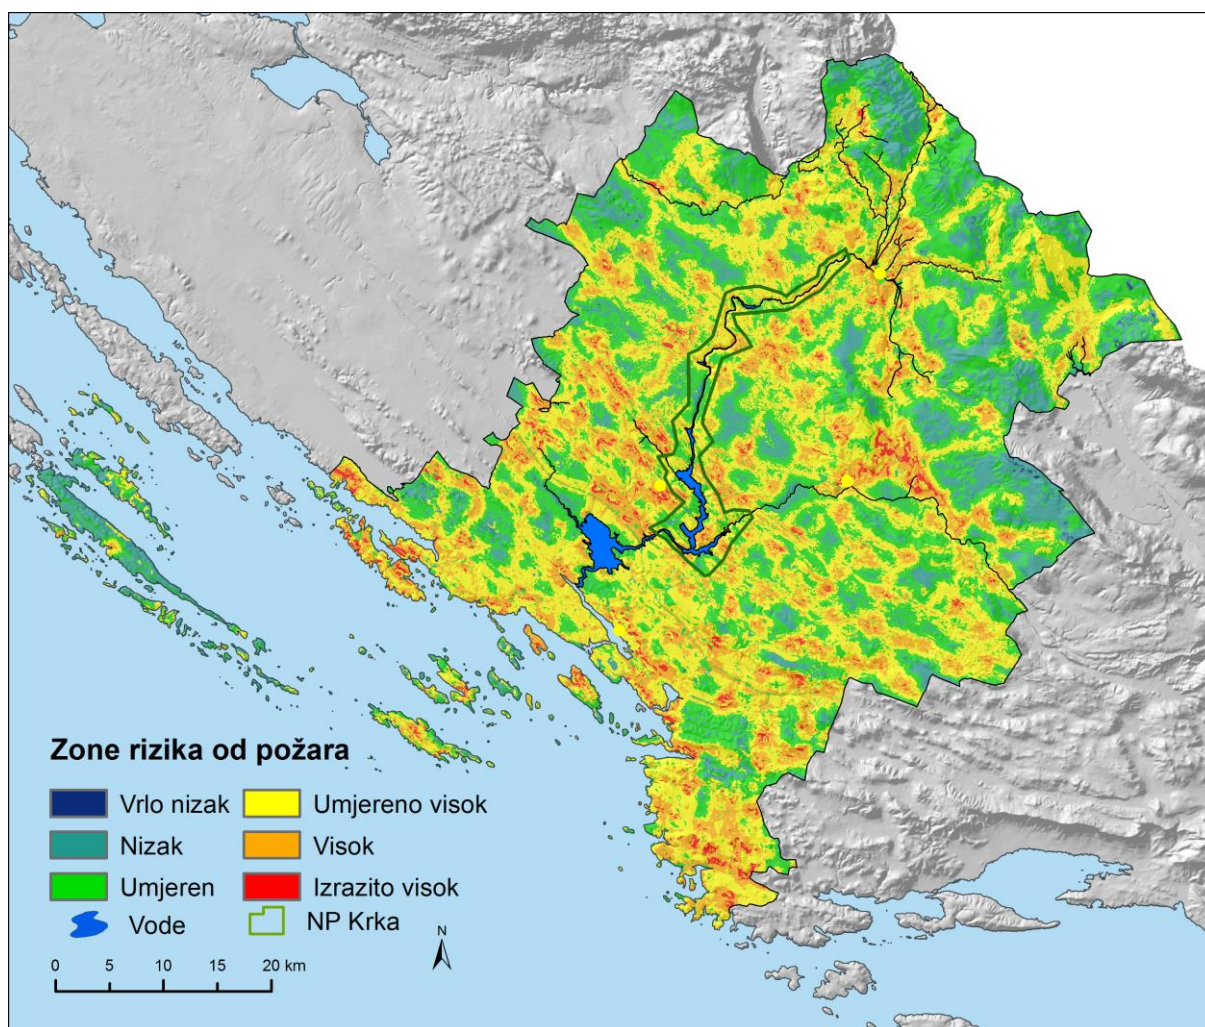 Zone rizika od požara
Vrlo nizak
Umjereno visok
Nizak
Visok
Umjeren
Izrazito visok
Vode
NP Krka
N
0 5 10 15 20 km